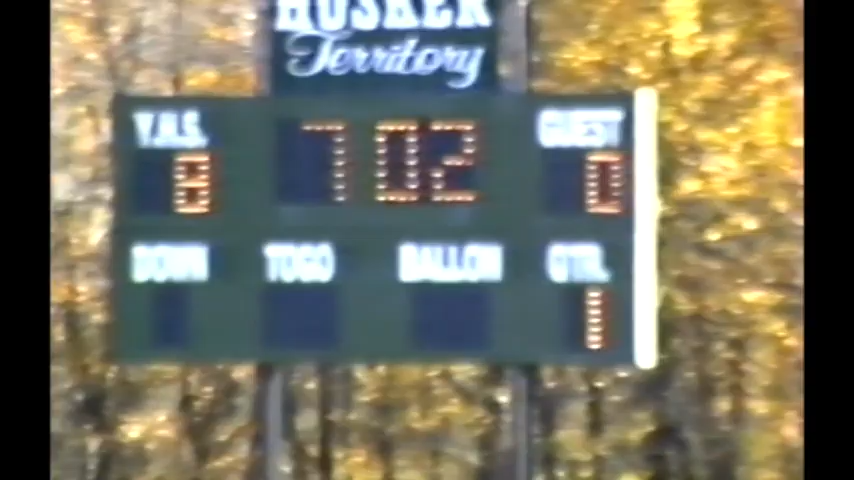 HUSKER
Territory
V.H.S. 7 02 GUEST
8 0
DOWN TOGO BALLON QTR.
1